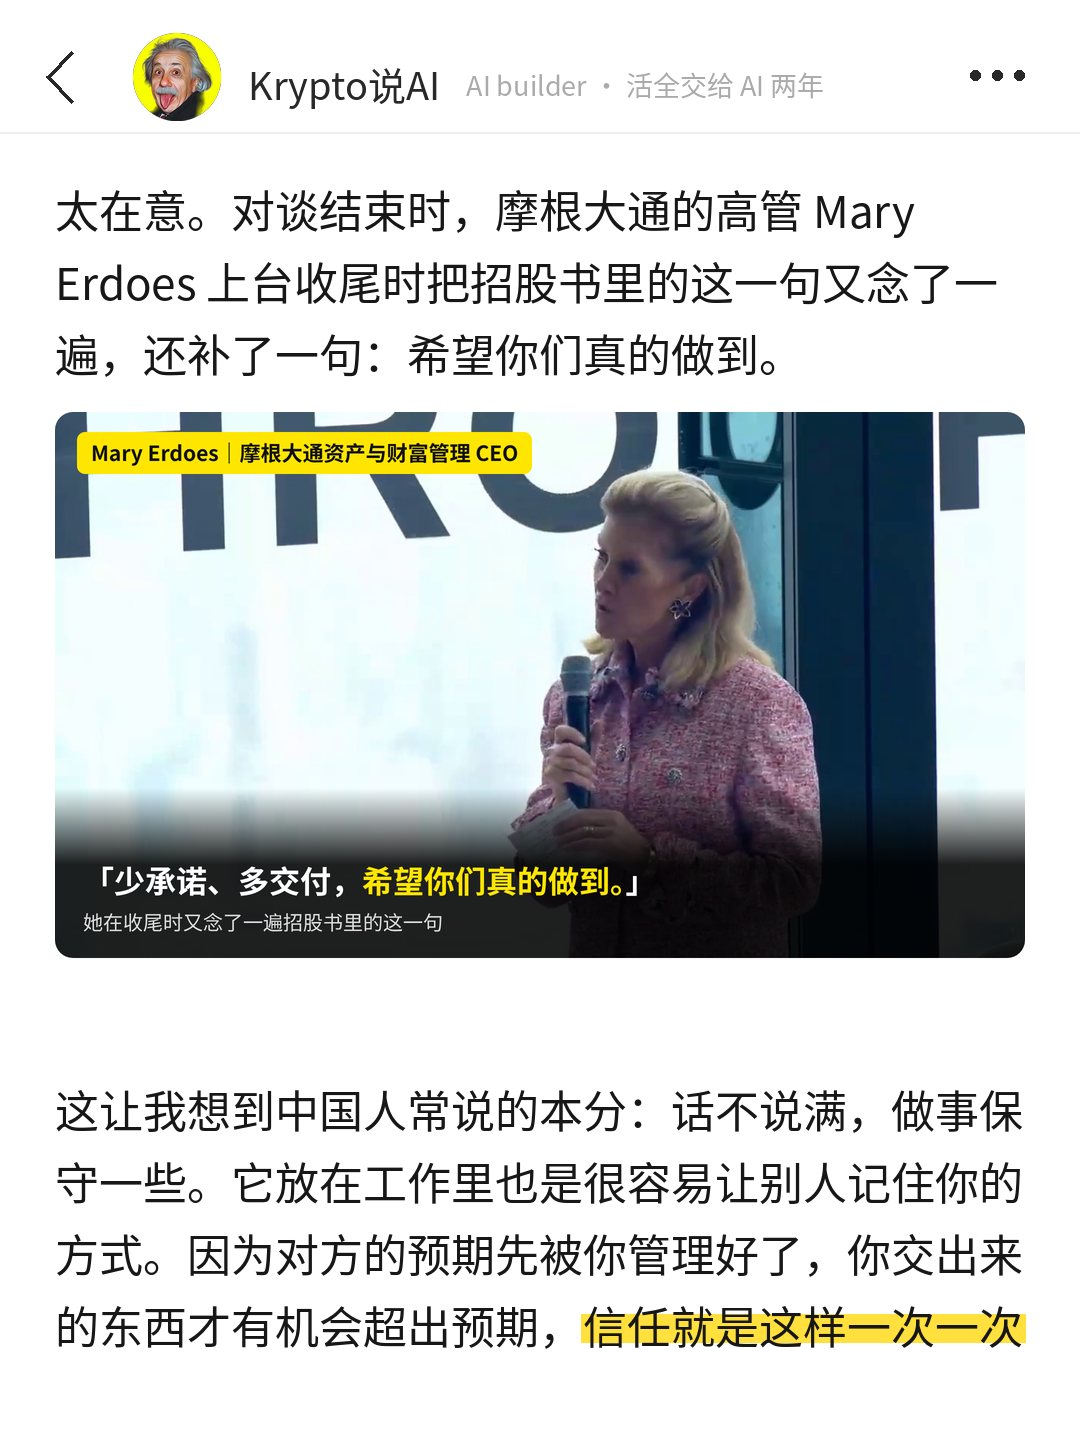 Krypto说AI AI builder · 活全交给 AI 两年
太在意。对谈结束时，摩根大通的高管 Mary
Erdoes 上台收尾时把招股书里的这一句又念了一
遍，还补了一句：希望你们真的做到。
Mary Erdoes｜摩根大通资产与财富管理 CEO
「少承诺、多交付，希望你们真的做到。」
她在收尾时又念了一遍招股书里的这一句
这让我想到中国人常说的本分：话不说满，做事保
守一些。它放在工作里也是很容易让别人记住你的
方式。因为对方的预期先被你管理好了，你交出来
的东西才有机会超出预期，信任就是这样一次一次